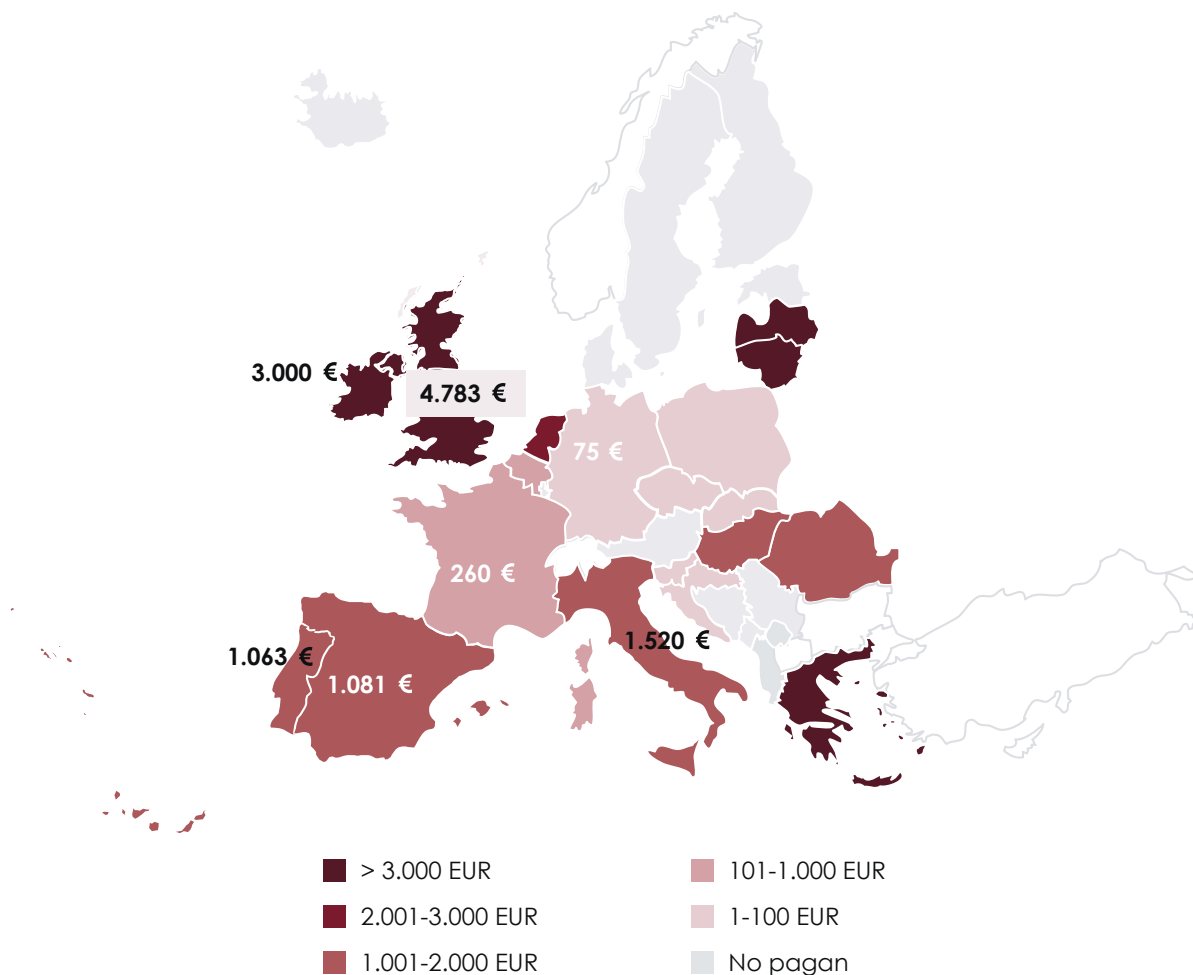 3.000 €
4.783 €
75 €
260 €
1.520 €
1.063 €
1.081 €
> 3.000 EUR
2.001-3.000 EUR
1.001-2.000 EUR
101-1.000 EUR
1-100 EUR
No pagan